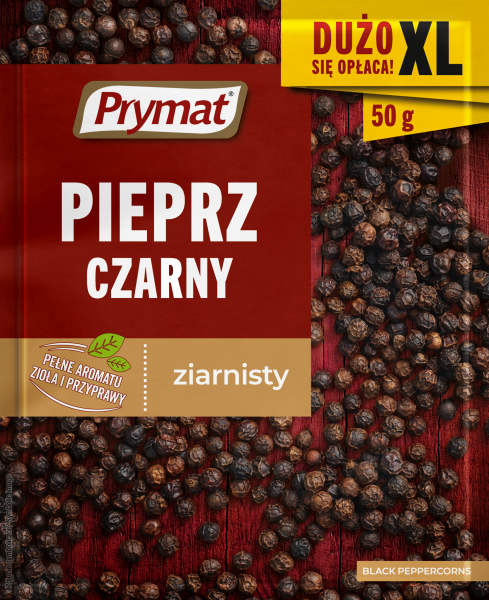 DUŻO XL
SIĘ OPŁACA!
50 g
Prymat®
PIEPRZ
CZARNY
PEŁNE AROMATU
ZIOŁA I PRZYPRAWY
ziarnisty
BLACK PEPPERCORNS